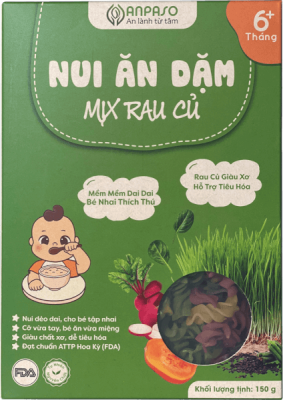 ANPASO
An lành từ tâm
6+
Tháng
NUI ĂN DẶM
MIX RAU CỦ
Mềm Mềm Dai Dai
Bé Nhai Thích Thú
Rau Củ Giàu Xơ
Hỗ Trợ Tiêu Hóa
• Nui dẻo dai, cho bé tập nhai
• Cỡ vừa tay, bé ăn vừa miệng
• Giàu chất xơ, dễ tiêu hóa
• Đạt chuẩn ATTP Hoa Kỳ (FDA)
FDA
Khối lượng tịnh: 150 g